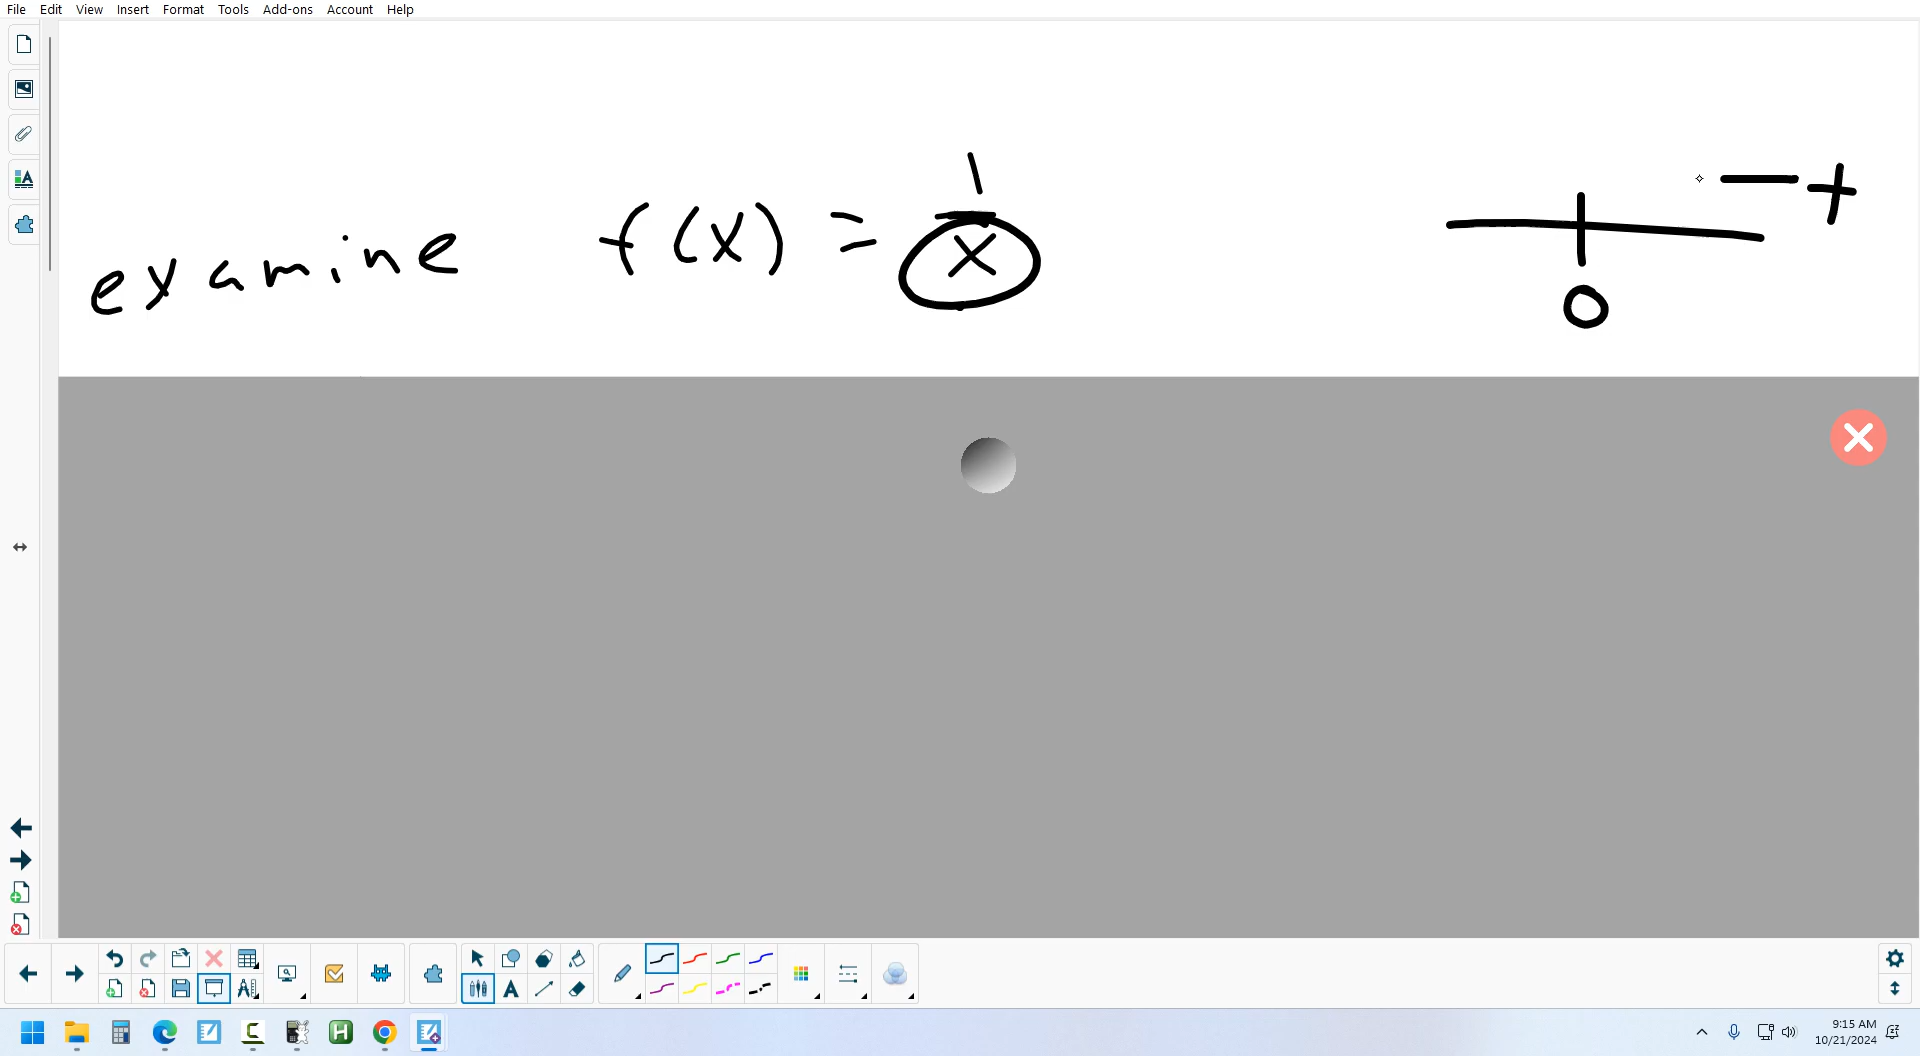 File Edit View Insert Format Tools Add-ons Account Help
examine f(x) = 1/x
— +
0
9:15 AM
10/21/2024